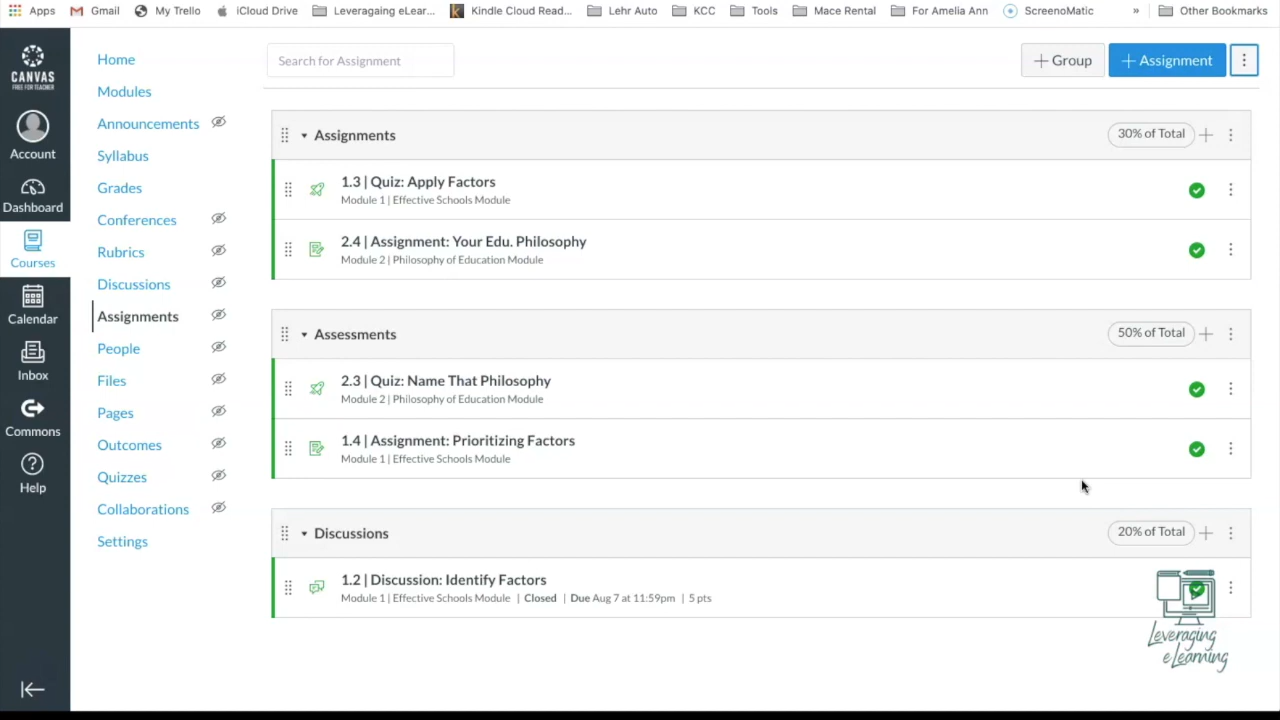 Apps Gmail My Trello iCloud Drive Leveragaing eLear... Kindle Cloud Read... Lehr Auto KCC Tools Mace Rental For Amelia Ann ScreenoMatic » Other Bookmarks
CANVAS
FREE FOR TEACHER
Account
Dashboard
Courses
Calendar
Inbox
Commons
Help
Home
Modules
Announcements
Syllabus
Grades
Conferences
Rubrics
Discussions
Assignments
People
Files
Pages
Outcomes
Quizzes
Collaborations
Settings
Search for Assignment
+ Group
+ Assignment
Assignments
30% of Total
1.3 | Quiz: Apply Factors
Module 1 | Effective Schools Module
2.4 | Assignment: Your Edu. Philosophy
Module 2 | Philosophy of Education Module
Assessments
50% of Total
2.3 | Quiz: Name That Philosophy
Module 2 | Philosophy of Education Module
1.4 | Assignment: Prioritizing Factors
Module 1 | Effective Schools Module
Discussions
20% of Total
1.2 | Discussion: Identify Factors
Module 1 | Effective Schools Module | Closed | Due Aug 7 at 11:59pm | 5 pts
Leveraging
eLearning